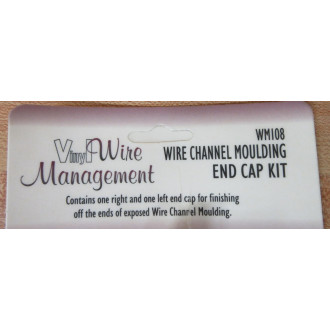 Vinyl Wire
Management
WM108
WIRE CHANNEL MOULDING
END CAP KIT
Contains one right and one left end cap for finishing
off the ends of exposed Wire Channel Moulding.